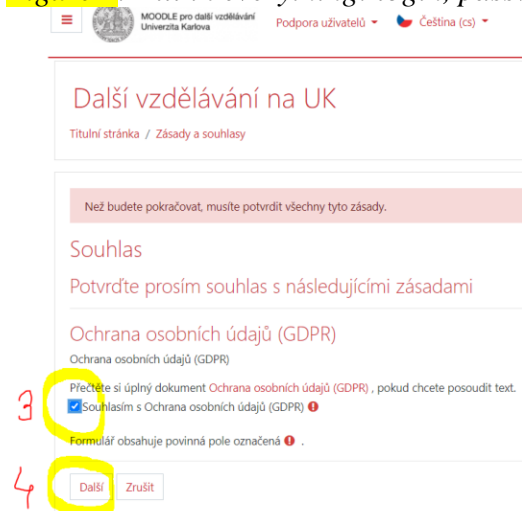 MOODLE pro další vzdělávání
Univerzita Karlova
Podpora uživatelů
Čeština (cs)
Další vzdělávání na UK
Titulní stránka / Zásady a souhlasy
Než budete pokračovat, musíte potvrdit všechny tyto zásady.
Souhlas
Potvrďte prosím souhlas s následujícími zásadami
Ochrana osobních údajů (GDPR)
Ochrana osobních údajů (GDPR)
Přečtěte si úplný dokument Ochrana osobních údajů (GDPR) , pokud chcete posoudit text.
3
Souhlasím s Ochrana osobních údajů (GDPR)
Formulář obsahuje povinná pole označená .
4
Další Zrušit